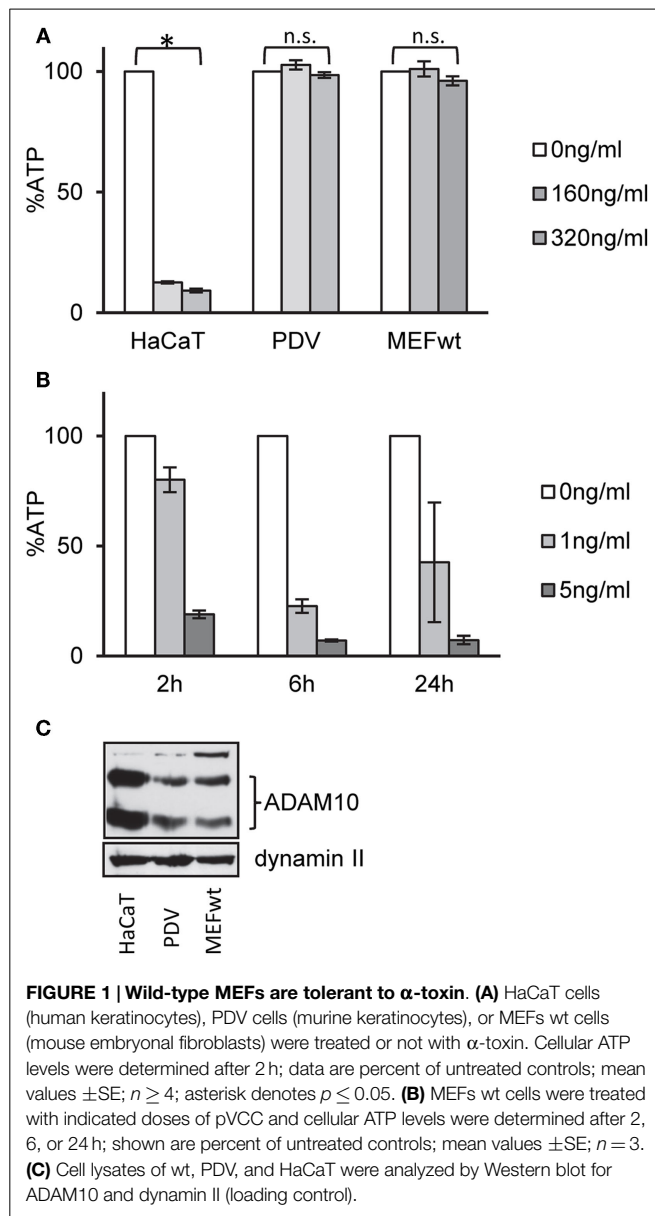 A
*
n.s.
n.s.
100
50
0
%ATP
0ng/ml
160ng/ml
320ng/ml
HaCaT PDV MEFwt
B
100
50
0
%ATP
0ng/ml
1ng/ml
5ng/ml
2h 6h 24h
C
ADAM10
dynamin II
HaCaT
PDV
MEFwt
FIGURE 1 | Wild-type MEFs are tolerant to α-toxin. (A) HaCaT cells
(human keratinocytes), PDV cells (murine keratinocytes), or MEFs wt cells
(mouse embryonal fibroblasts) were treated or not with α-toxin. Cellular ATP
levels were determined after 2 h; data are percent of untreated controls; mean
values ±SE; n ≥ 4; asterisk denotes p ≤ 0.05. (B) MEFs wt cells were treated
with indicated doses of pVCC and cellular ATP levels were determined after 2,
6, or 24 h; shown are percent of untreated controls; mean values ±SE; n = 3.
(C) Cell lysates of wt, PDV, and HaCaT were analyzed by Western blot for
ADAM10 and dynamin II (loading control).